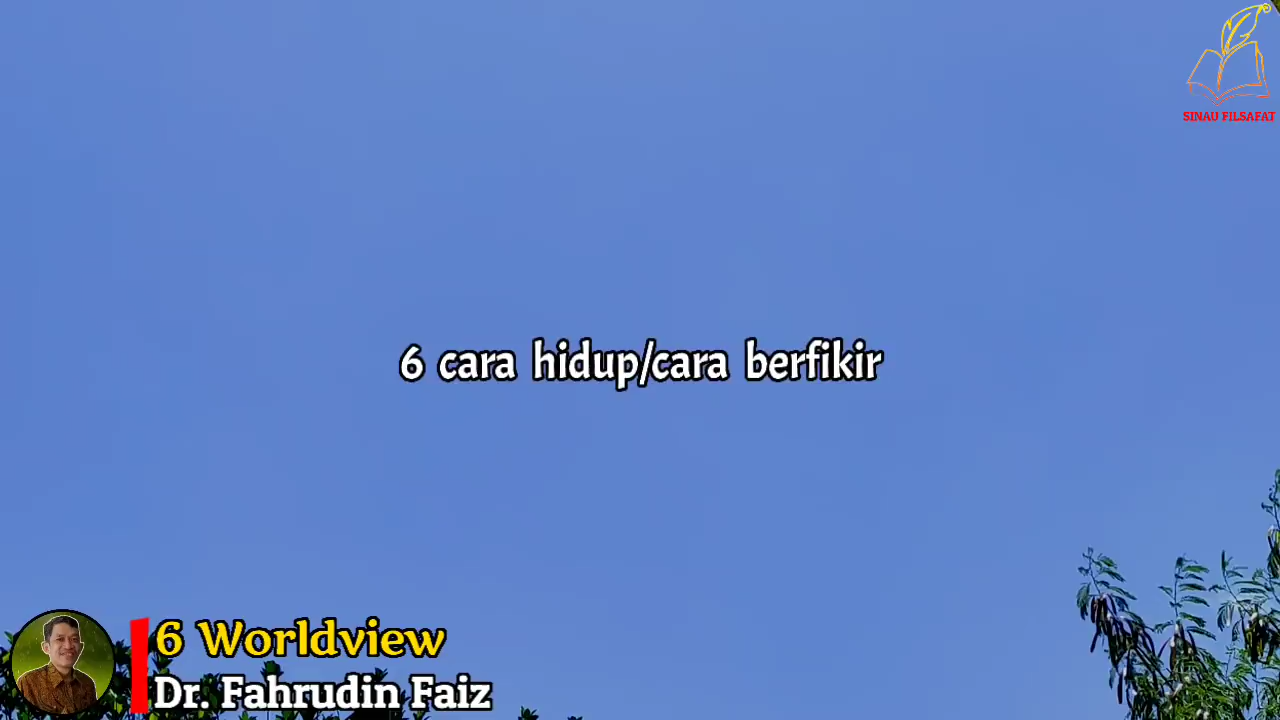 SINAU FILSAFAT
6 cara hidup/cara berfikir
6 Worldview
Dr. Fahrudin Faiz